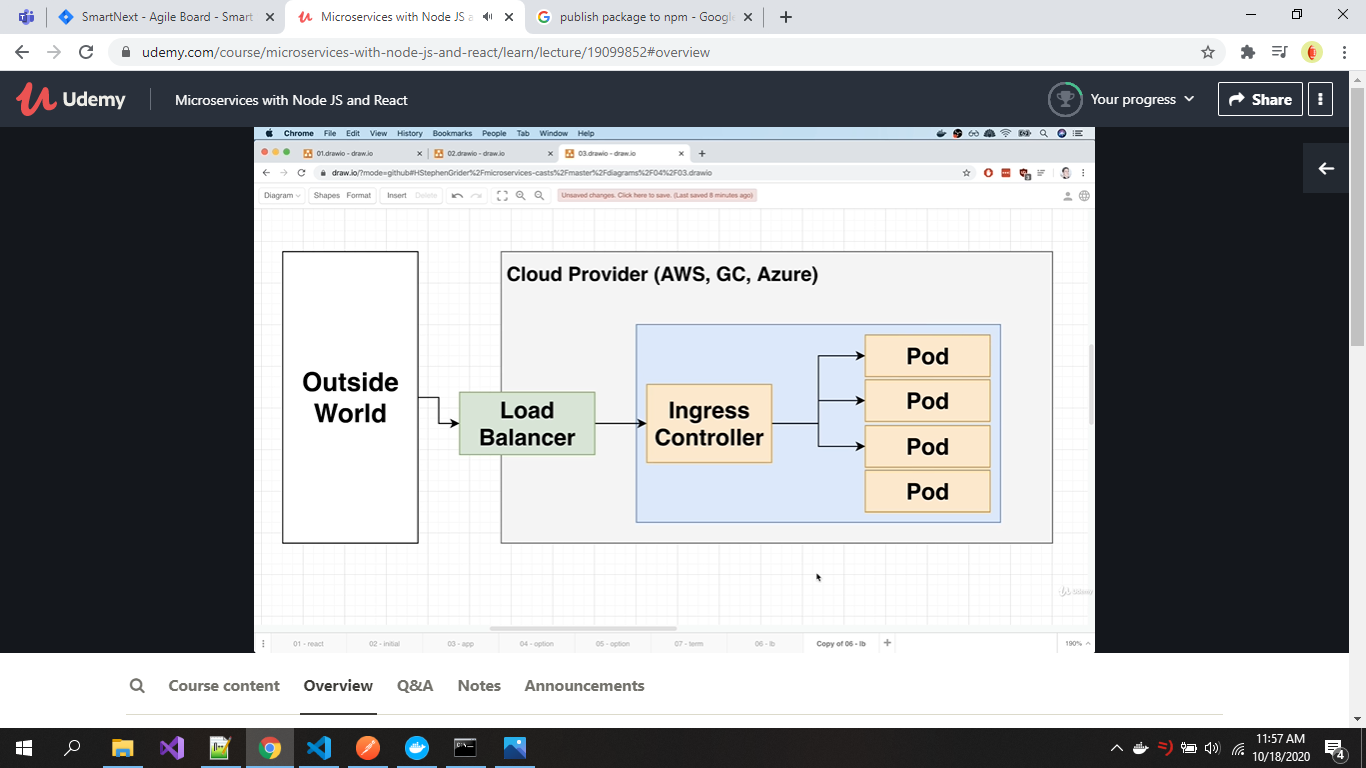 SmartNext - Agile Board - Smart
Microservices with Node JS a
publish package to npm - Google
udemy.com/course/microservices-with-node-js-and-react/learn/lecture/19099852#overview
Udemy
Microservices with Node JS and React
Your progress
Share
Chrome File Edit View History Bookmarks People Tab Window Help
01.drawio - draw.io
02.drawio - draw.io
03.drawio - draw.io
draw.io/?mode=github#HStephenGrider%2Fmicroservices-casts%2Fmaster%2Fdiagrams%2F04%2F03.drawio
Diagram Shapes Format Insert Delete
Unsaved changes. Click here to save. (Last saved 8 minutes ago)
Cloud Provider (AWS, GC, Azure)
Outside
World
Load
Balancer
Ingress
Controller
Pod
Pod
Pod
Pod
Udemy
01 - react 02 - initial 03 - app 04 - option 05 - option 07 - term 06 - lb Copy of 06 - lb 190%
Course content Overview Q&A Notes Announcements
11:57 AM
10/18/2020
4